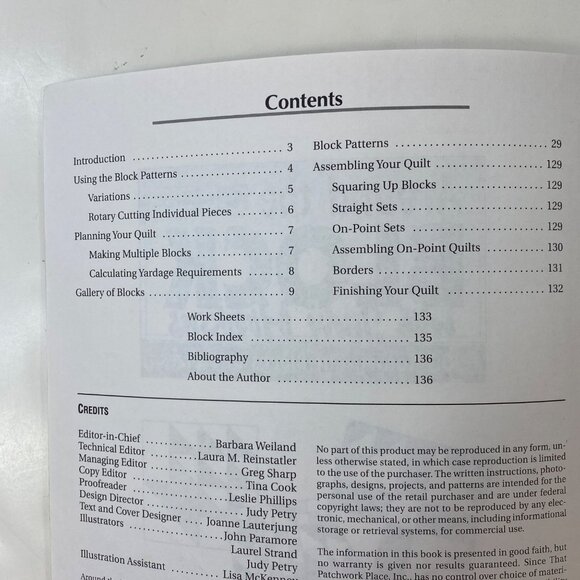 Contents
Introduction .......................... 3
Using the Block Patterns .................... 4
Variations .......................... 5
Rotary Cutting Individual Pieces ........ 6
Planning Your Quilt ......................... 7
Making Multiple Blocks ................. 7
Calculating Yardage Requirements ....... 8
Gallery of Blocks ........................... 9
Block Patterns .............................. 29
Assembling Your Quilt ..................... 129
Squaring Up Blocks ................... 129
Straight Sets .......................... 129
On-Point Sets ........................ 129
Assembling On-Point Quilts ........ 130
Borders ............................... 131
Finishing Your Quilt ................. 132
Work Sheets ........................ 133
Block Index ......................... 135
Bibliography ........................ 136
About the Author .................... 136
CREDITS
Editor-in-Chief ............ Barbara Weiland
Technical Editor ........ Laura M. Reinstatler
Managing Editor ................ Greg Sharp
Copy Editor ..................... Tina Cook
Proofreader ................. Leslie Phillips
Design Director .................. Judy Petry
Text and Cover Designer .... Joanne Lauterjung
Illustrators ................. John Paramore
Laurel Strand
Judy Petry
Illustration Assistant ........ Lisa McKenney
No part of this product may be reproduced in any form, un-
less otherwise stated, in which case reproduction is limited
to the use of the purchaser. The written instructions, photo-
graphs, designs, projects, and patterns are intended for the
personal use of the retail purchaser and are under federal
copyright laws; they are not to be reproduced by any elec-
tronic, mechanical, or other means, including informational
storage or retrieval systems, for commercial use.
The information in this book is presented in good faith, but
no warranty is given nor results guaranteed. Since That
Patchwork Place, Inc., has no control over choice of materi-